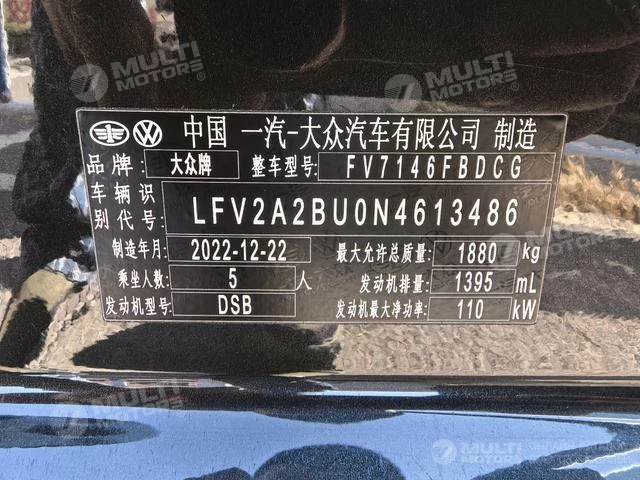 MULTI MOTORS
MULTI MOTORS
中国 一汽-大众汽车有限公司 制造
品牌: 大众牌 整车型号: FV7146FBDCG
车辆识别代号: LFV2A2BU0N4613486
制造年月: 2022-12-22 最大允许总质量: 1880 kg
乘坐人数: 5 人 发动机排量: 1395 mL
发动机型号: DSB 发动机最大净功率: 110 kW
MULTI MOTORS
MULTI MOTORS